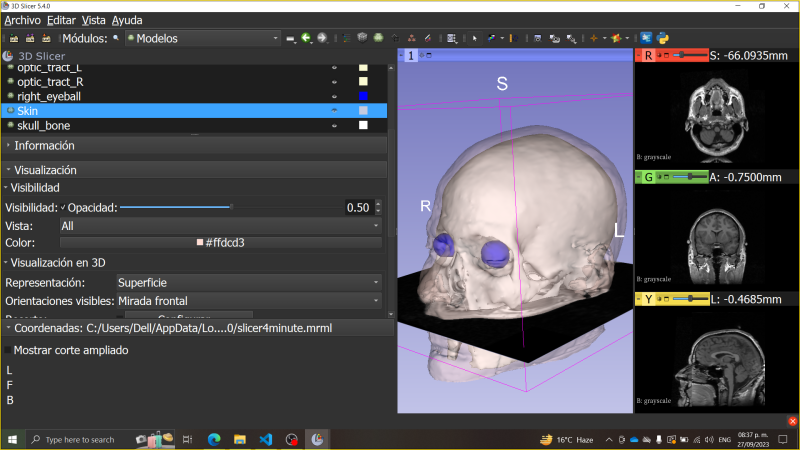 3D Slicer 5.4.0
Archivo Editar Vista Ayuda
Módulos: Modelos
3D Slicer
optic_tract_L
optic_tract_R
right_eyeball
Skin
skull_bone
Información
Visualización
Visibilidad
Visibilidad: Opacidad: 0.50
Vista: All
Color: #ffdcd3
Visualización en 3D
Representación: Superficie
Orientaciones visibles: Mirada frontal
Coordenadas: C:/Users/Dell/AppData/Lo....0/slicer4minute.mrml
Mostrar corte ampliado
L
F
B
1
S
R
L
R S: -66.0935mm
B: grayscale
G A: -0.7500mm
B: grayscale
Y L: -0.4685mm
B: grayscale
Type here to search
16°C Haze
ENG
08:37 p. m.
27/09/2023